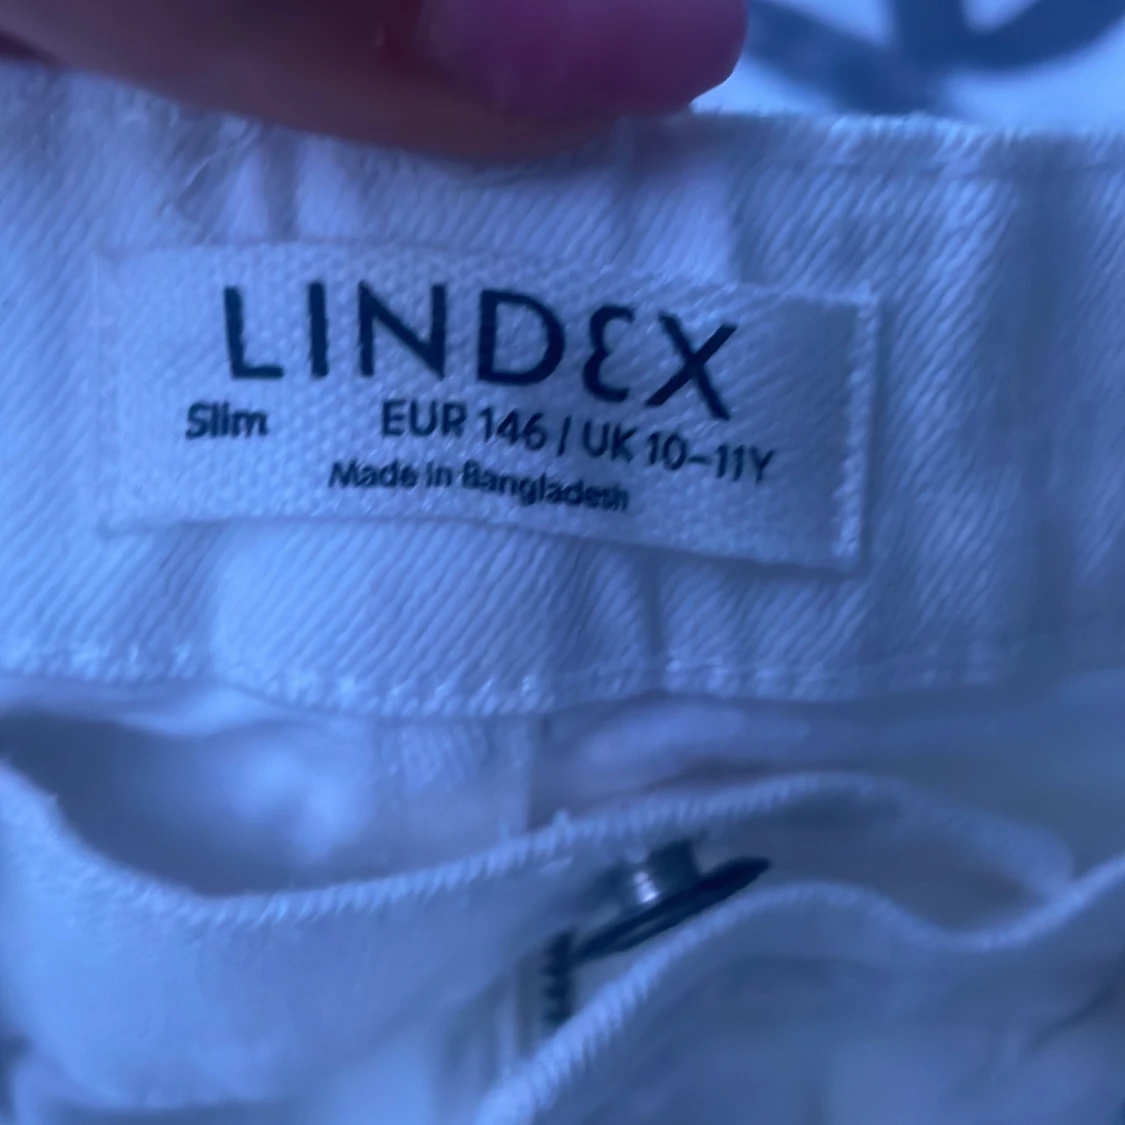 LINDEX
Slim EUR 146 / UK 10-11Y
Made in Bangladesh